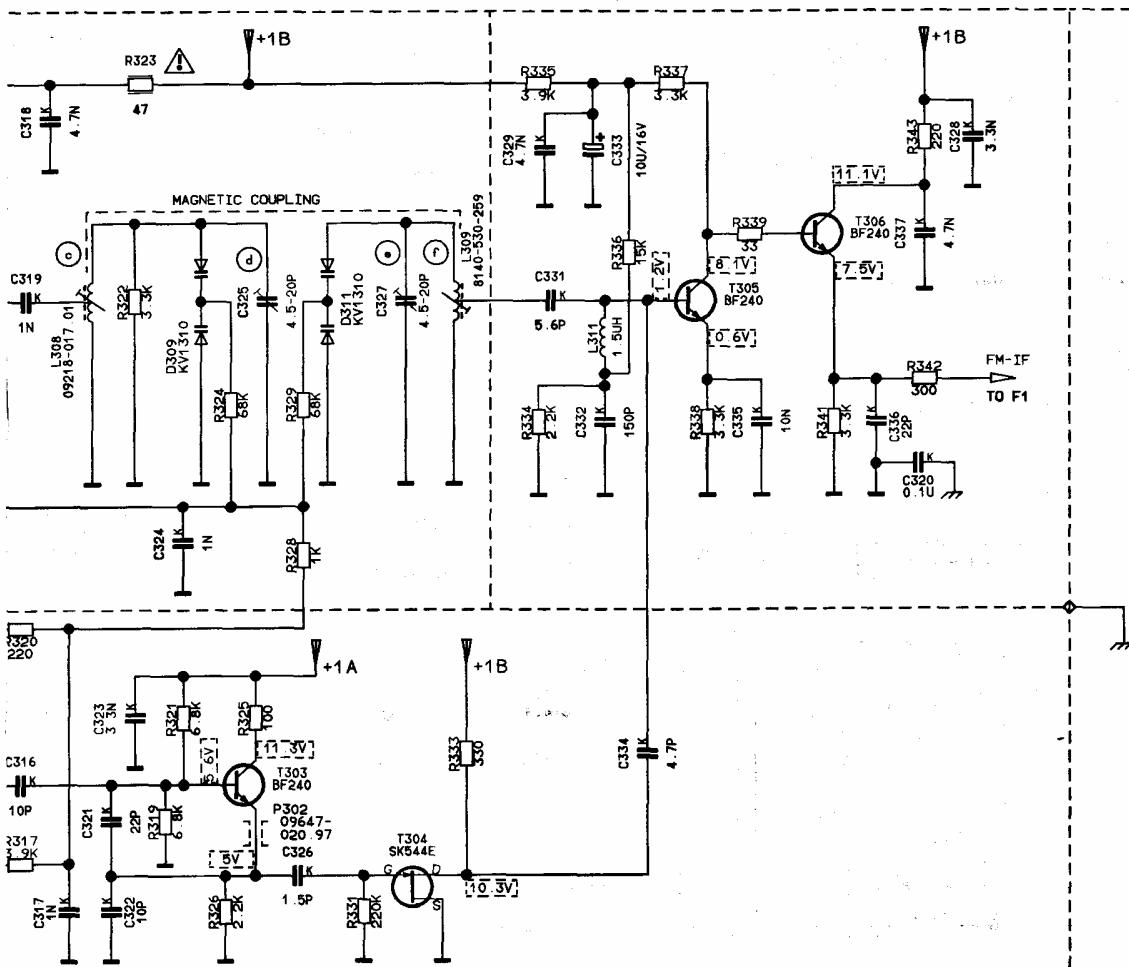 +1B
R323
47
C318
K
4.7N
R335
3.9K
R337
3.3K
C329
K
4.7N
+
C333
10U/16V
+1B
R343
220
K
C328
3.3N
11.1V
MAGNETIC COUPLING
L309
8140-530-259
C319
K
1N
c
L308
09218-017.01
R322
3.3K
D309
KV1310
R324
68K
d
K
C325
4.5-20P
R329
68K
D311
KV1310
e
K
C327
4.5-20P
f
R336
15K
C331
K
5.6P
L311
1.5UH
1.2V
8.1V
T305
BF240
0.6V
R339
33
T306
BF240
7.5V
C337
K
4.7N
R334
2.2K
C332
K
150P
R338
3.3K
C335
K
10N
R341
3.3K
C336
K
22P
R342
300
FM-IF
TO F1
K
C320
0.1U
C324
K
1N
R328
1K
R320
220
+1A
+1B
C323
K
3.3N
R321
6.8K
R325
100
11.3V
5.6V
T303
BF240
C316
K
10P
C321
K
22P
R319
6.8K
P302
09647-
020.97
R333
330
C334
K
4.7P
R317
3.9K
5V
C326
K
1.5P
T304
SK544E
G
D
S
10.3V
C317
1N
K
C322
10P
K
R326
2.2K
R331
220K